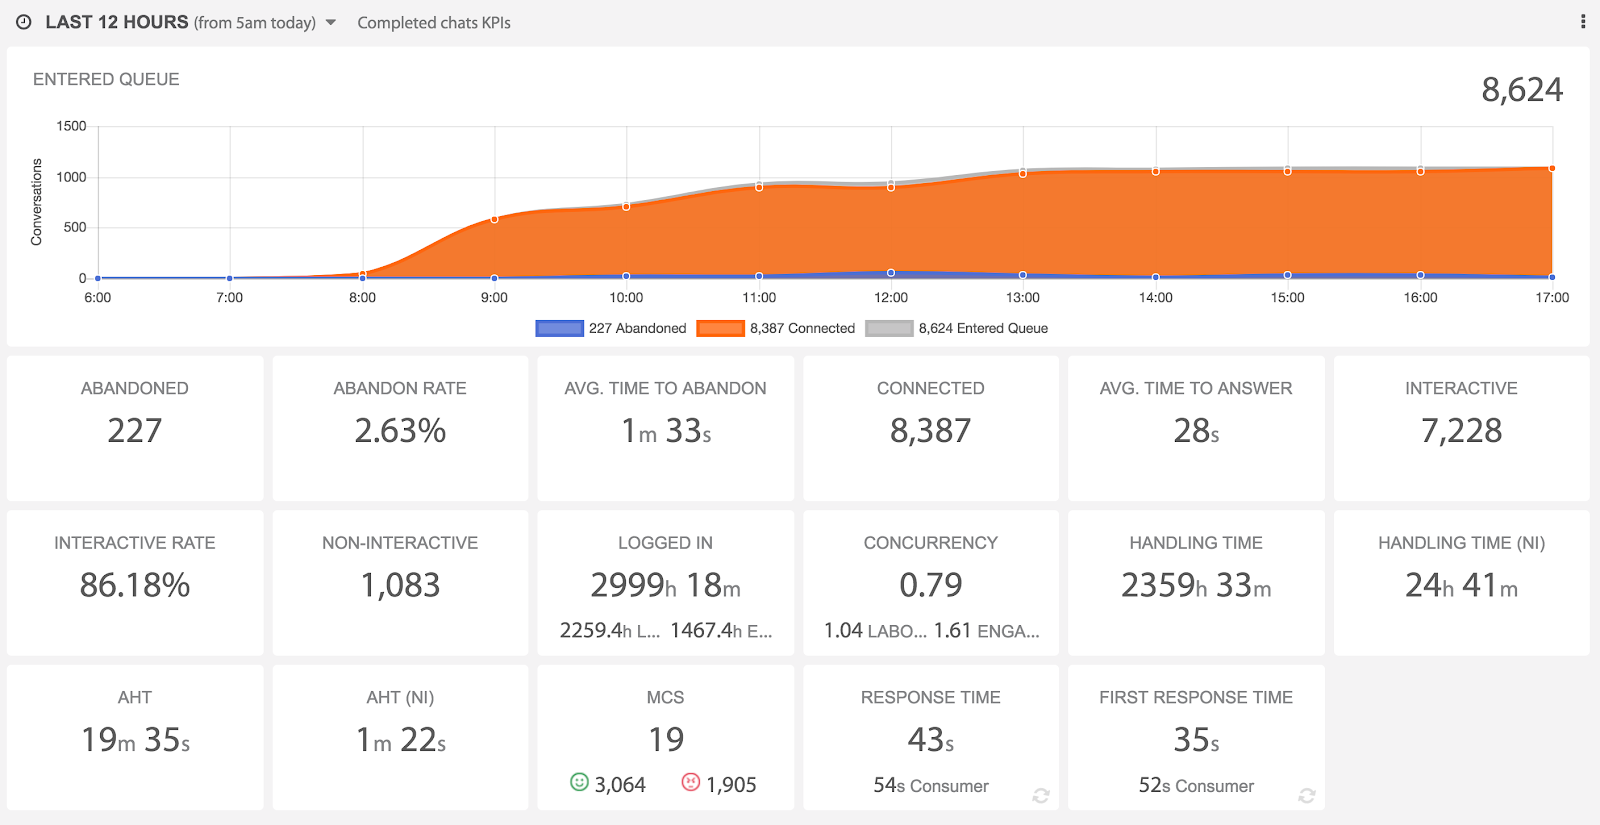 LAST 12 HOURS (from 5am today) Completed chats KPIs
ENTERED QUEUE
8,624
Conversations
1500
1000
500
0
6:00 7:00 8:00 9:00 10:00 11:00 12:00 13:00 14:00 15:00 16:00 17:00
227 Abandoned 8,387 Connected 8,624 Entered Queue
ABANDONED
227
ABANDON RATE
2.63%
AVG. TIME TO ABANDON
1m 33s
CONNECTED
8,387
AVG. TIME TO ANSWER
28s
INTERACTIVE
7,228
INTERACTIVE RATE
86.18%
NON-INTERACTIVE
1,083
LOGGED IN
2999h 18m
2259.4h L... 1467.4h E...
CONCURRENCY
0.79
1.04 LABO... 1.61 ENGA...
HANDLING TIME
2359h 33m
HANDLING TIME (NI)
24h 41m
AHT
19m 35s
AHT (NI)
1m 22s
MCS
19
3,064 1,905
RESPONSE TIME
43s
54s Consumer
FIRST RESPONSE TIME
35s
52s Consumer